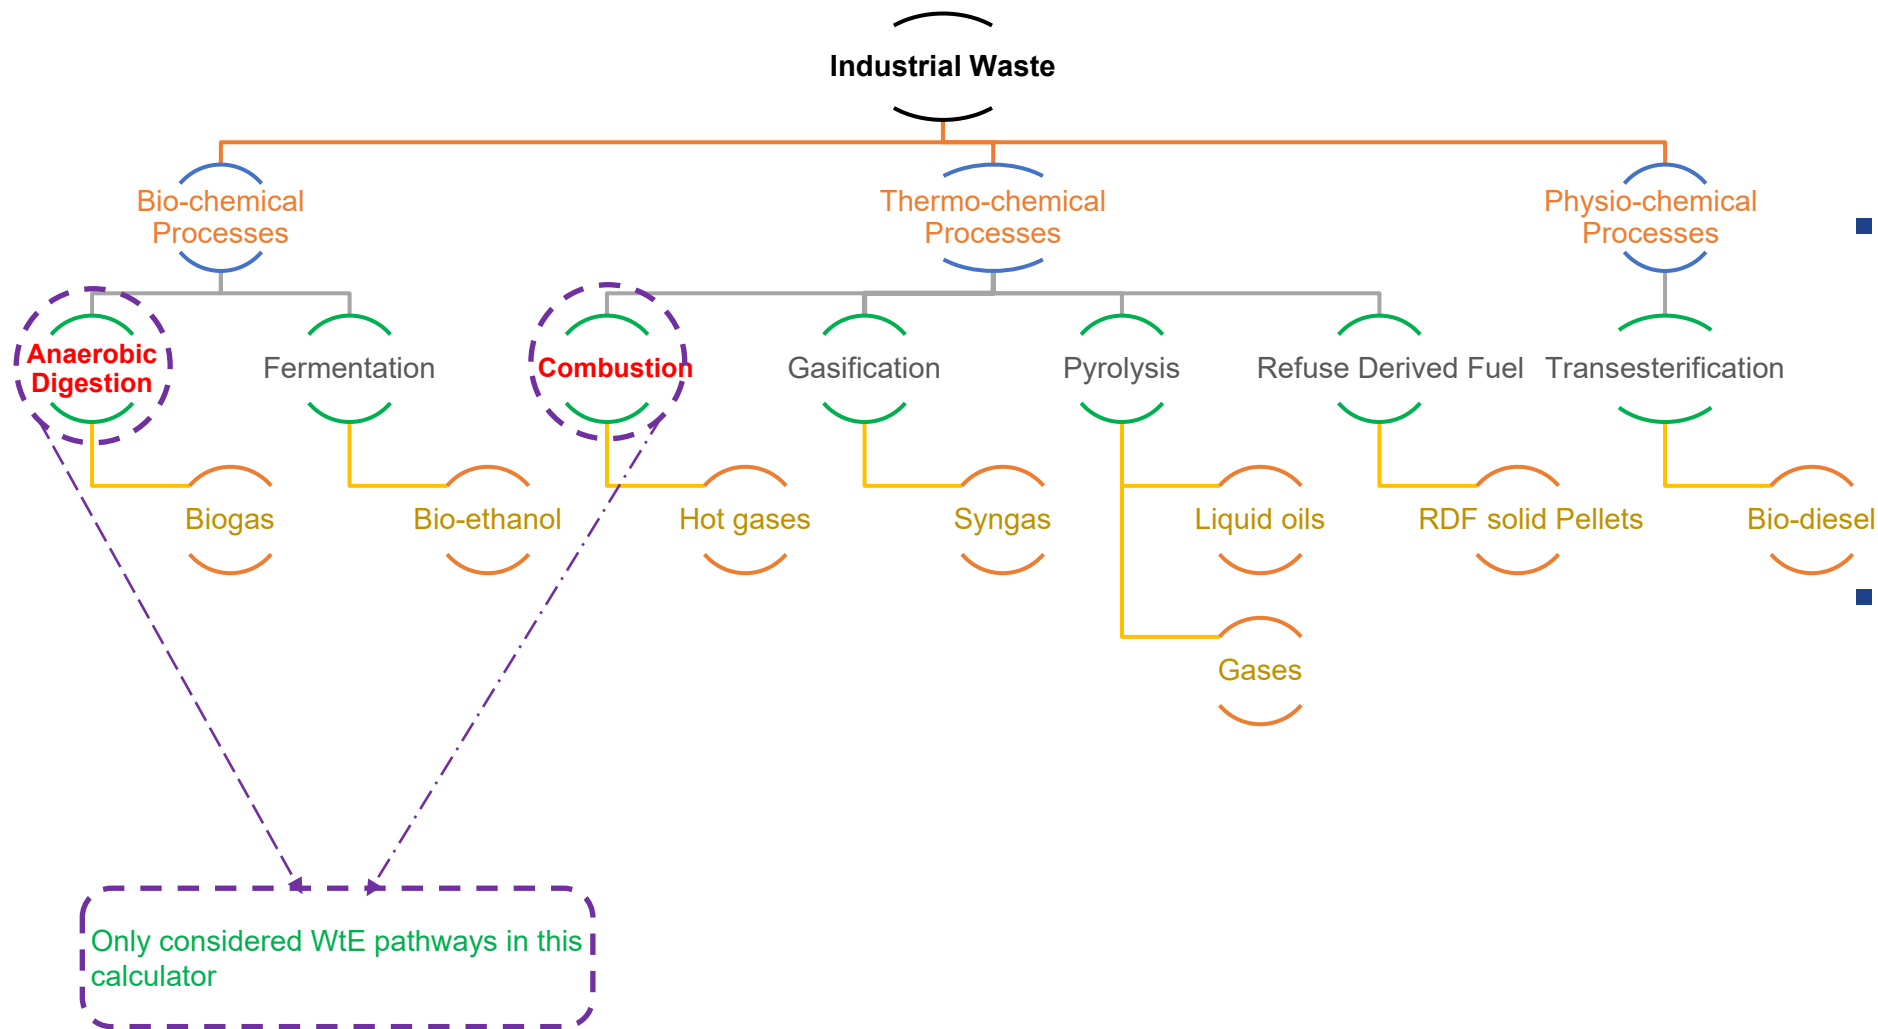 Industrial Waste
Bio-chemical
Processes
Thermo-chemical
Processes
Physio-chemical
Processes
Anaerobic
Digestion
Fermentation
Combustion
Gasification
Pyrolysis
Refuse Derived Fuel
Transesterification
Biogas
Bio-ethanol
Hot gases
Syngas
Liquid oils
RDF solid Pellets
Bio-diesel
Gases
Only considered WtE pathways in this
calculator